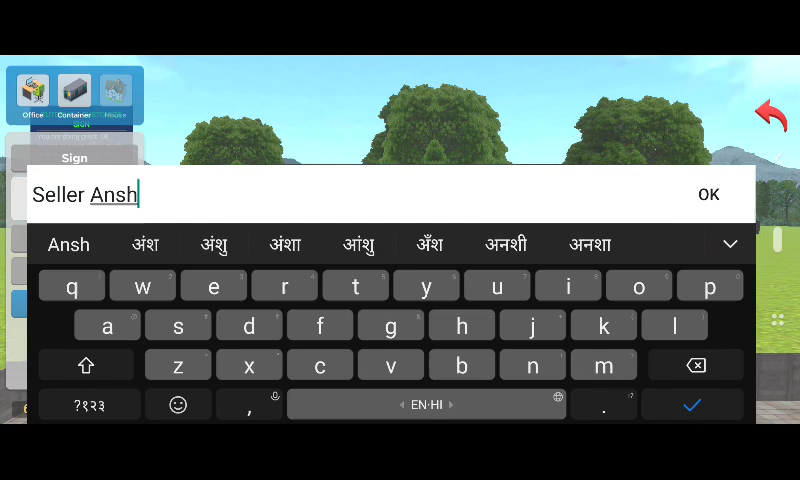 Office Container House
Sign
Seller Ansh
OK
Ansh अंश अंशु अंशा आंशु अँश अनशी अनशा
q w e r t y u i o p
a s d f g h j k l
z x c v b n m
?१२३ , EN·HI .